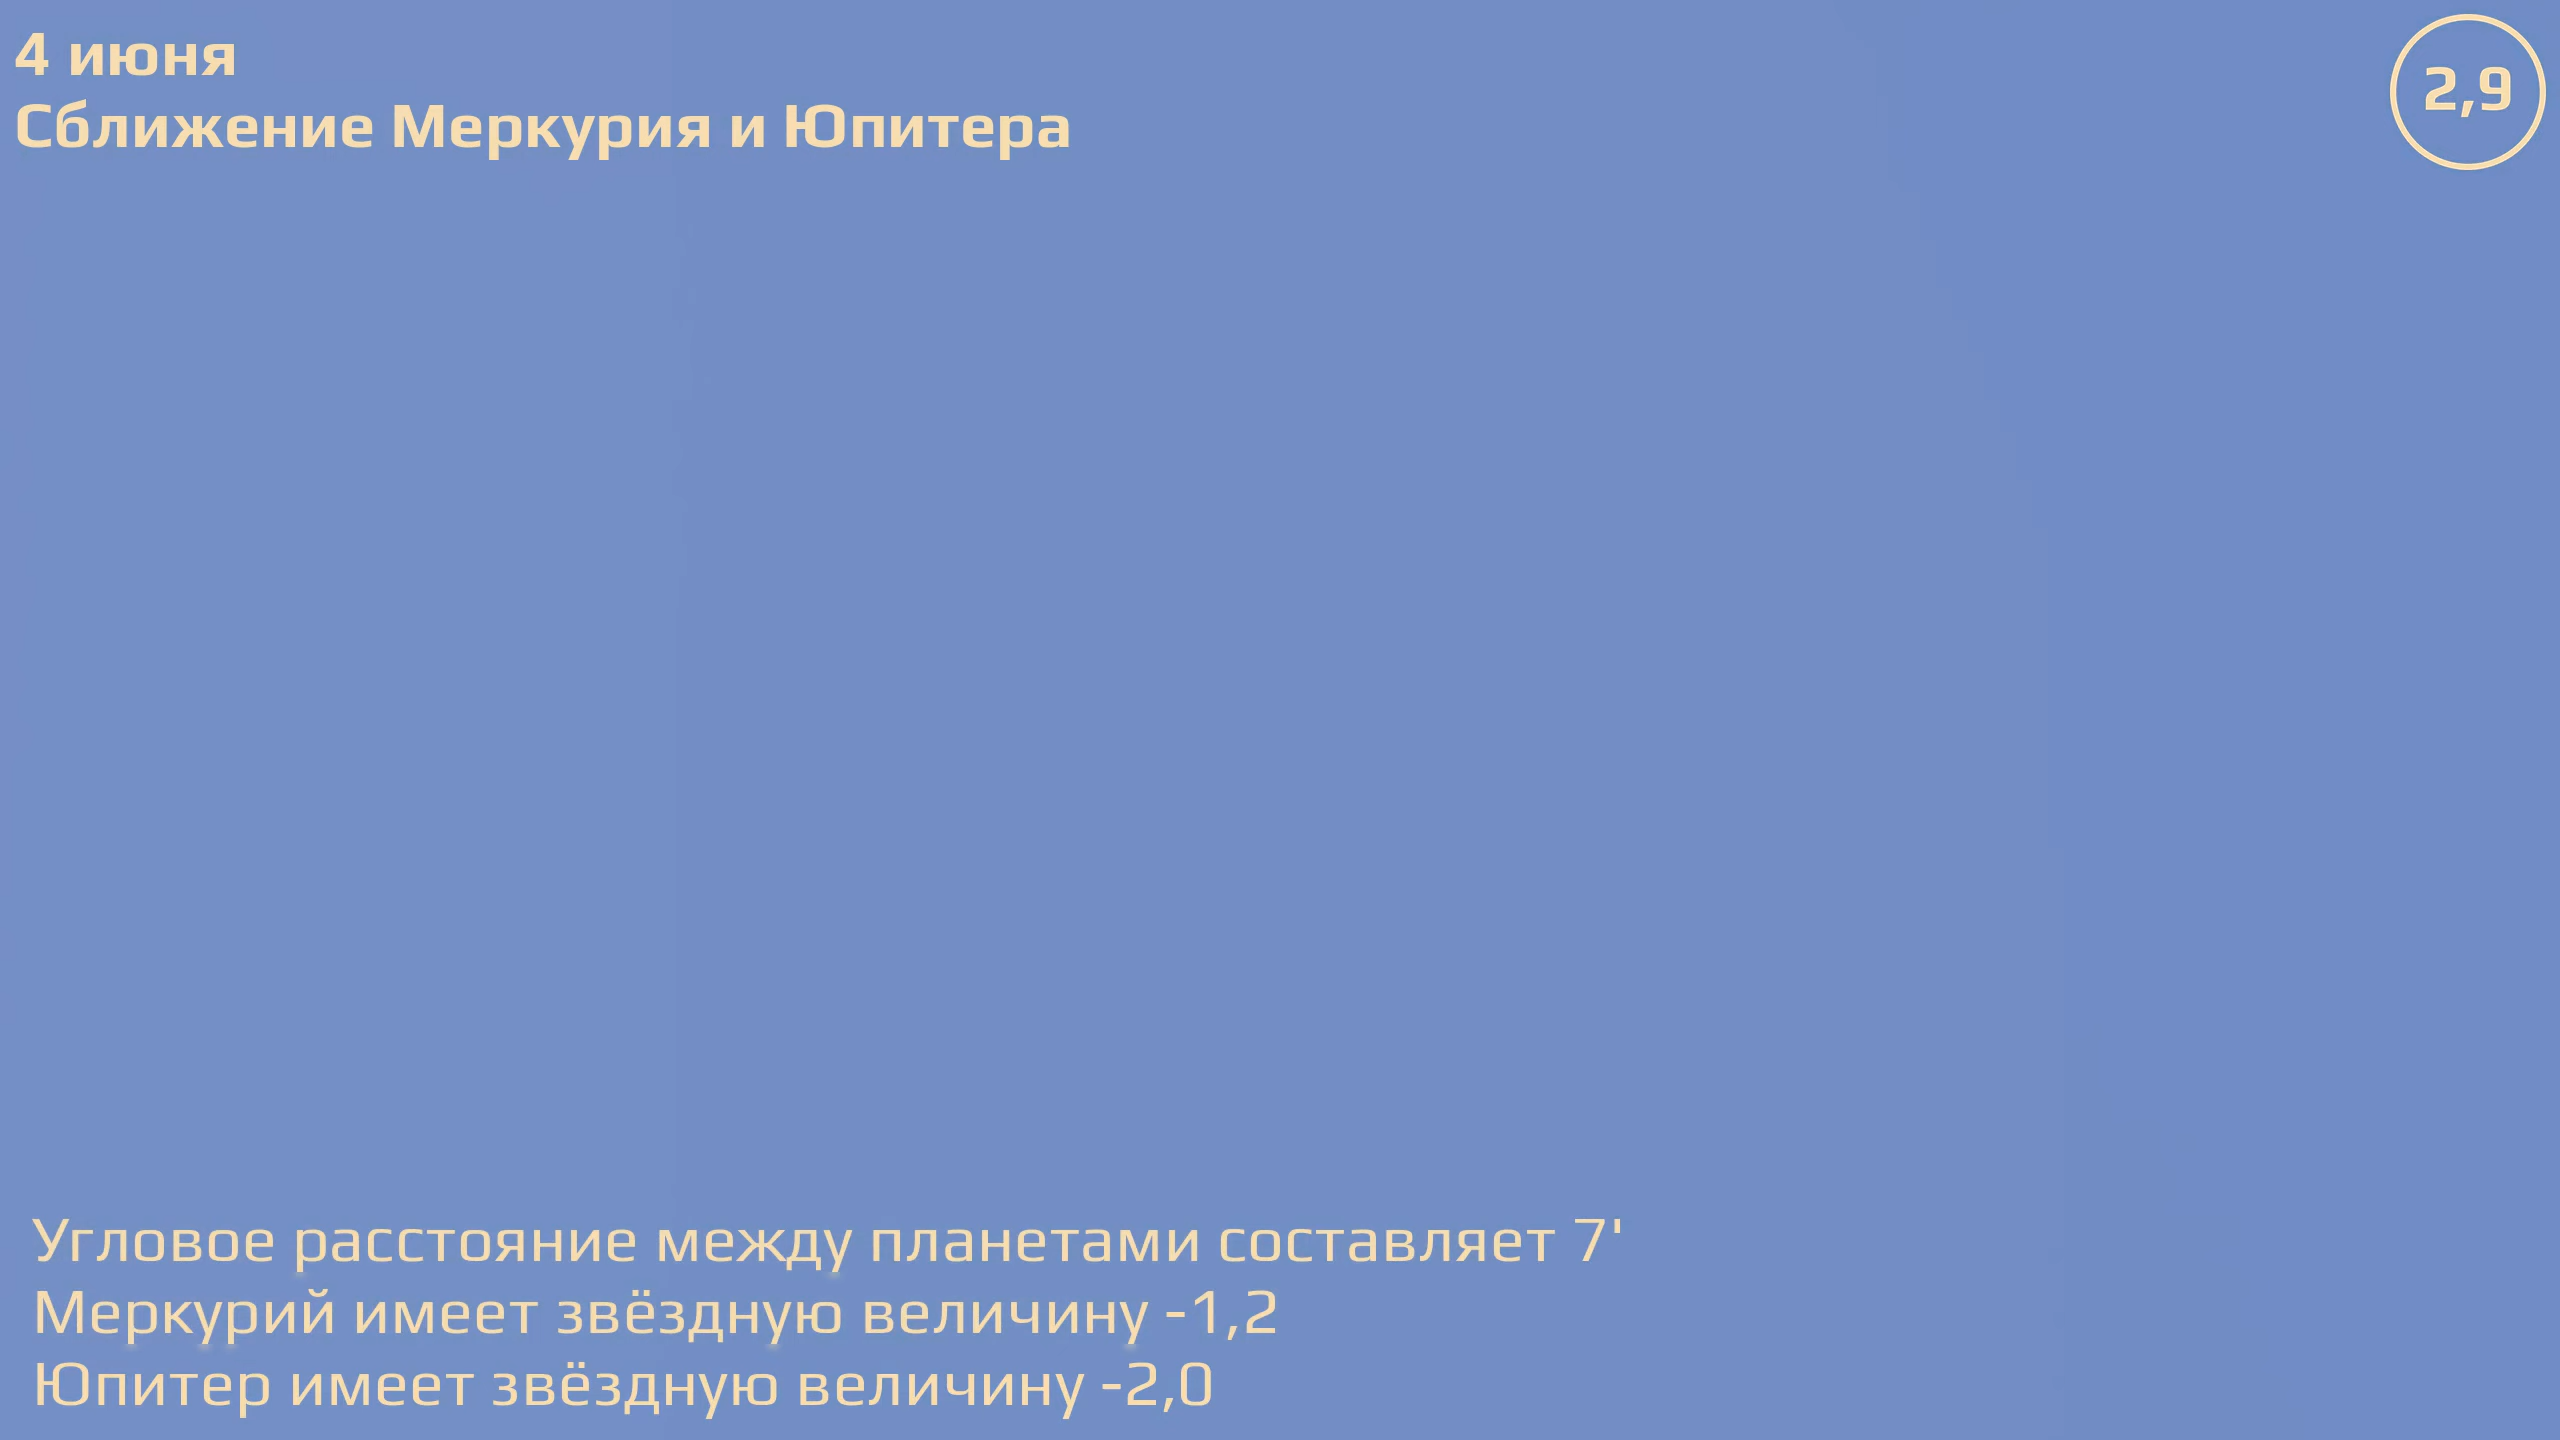 4 июня
Сближение Меркурия и Юпитера
2,9
Угловое расстояние между планетами составляет 7'
Меркурий имеет звёздную величину -1,2
Юпитер имеет звёздную величину -2,0